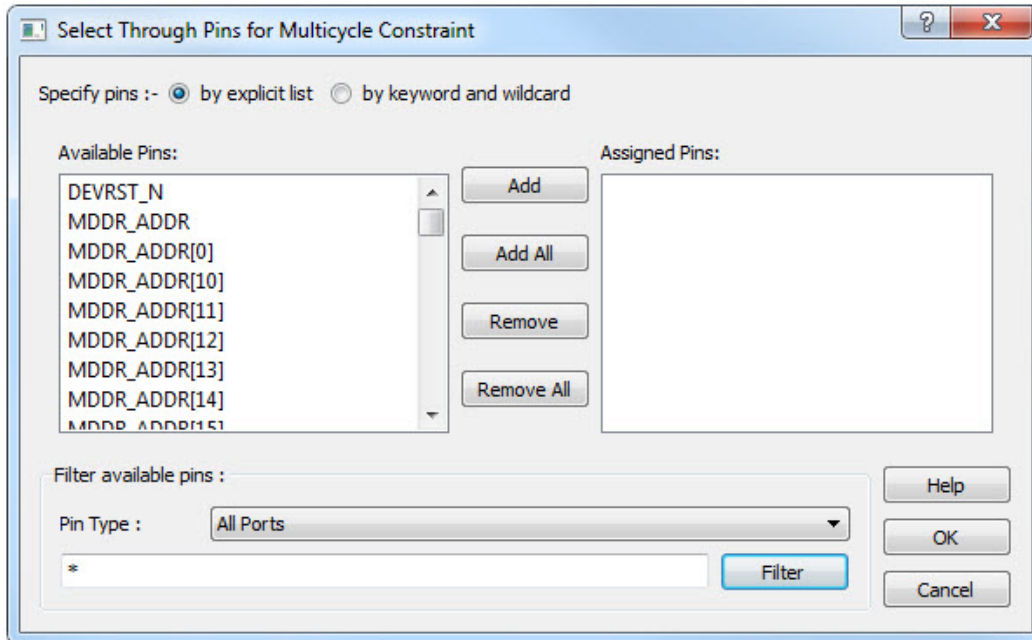 Select Through Pins for Multicycle Constraint
Specify pins :- by explicit list by keyword and wildcard
Available Pins:
Assigned Pins:
DEVRST_N
MDDR_ADDR
MDDR_ADDR[0]
MDDR_ADDR[10]
MDDR_ADDR[11]
MDDR_ADDR[12]
MDDR_ADDR[13]
MDDR_ADDR[14]
MDDR_ADDR[15]
Add
Add All
Remove
Remove All
Filter available pins :
Pin Type : All Ports
*
Filter
Help
OK
Cancel